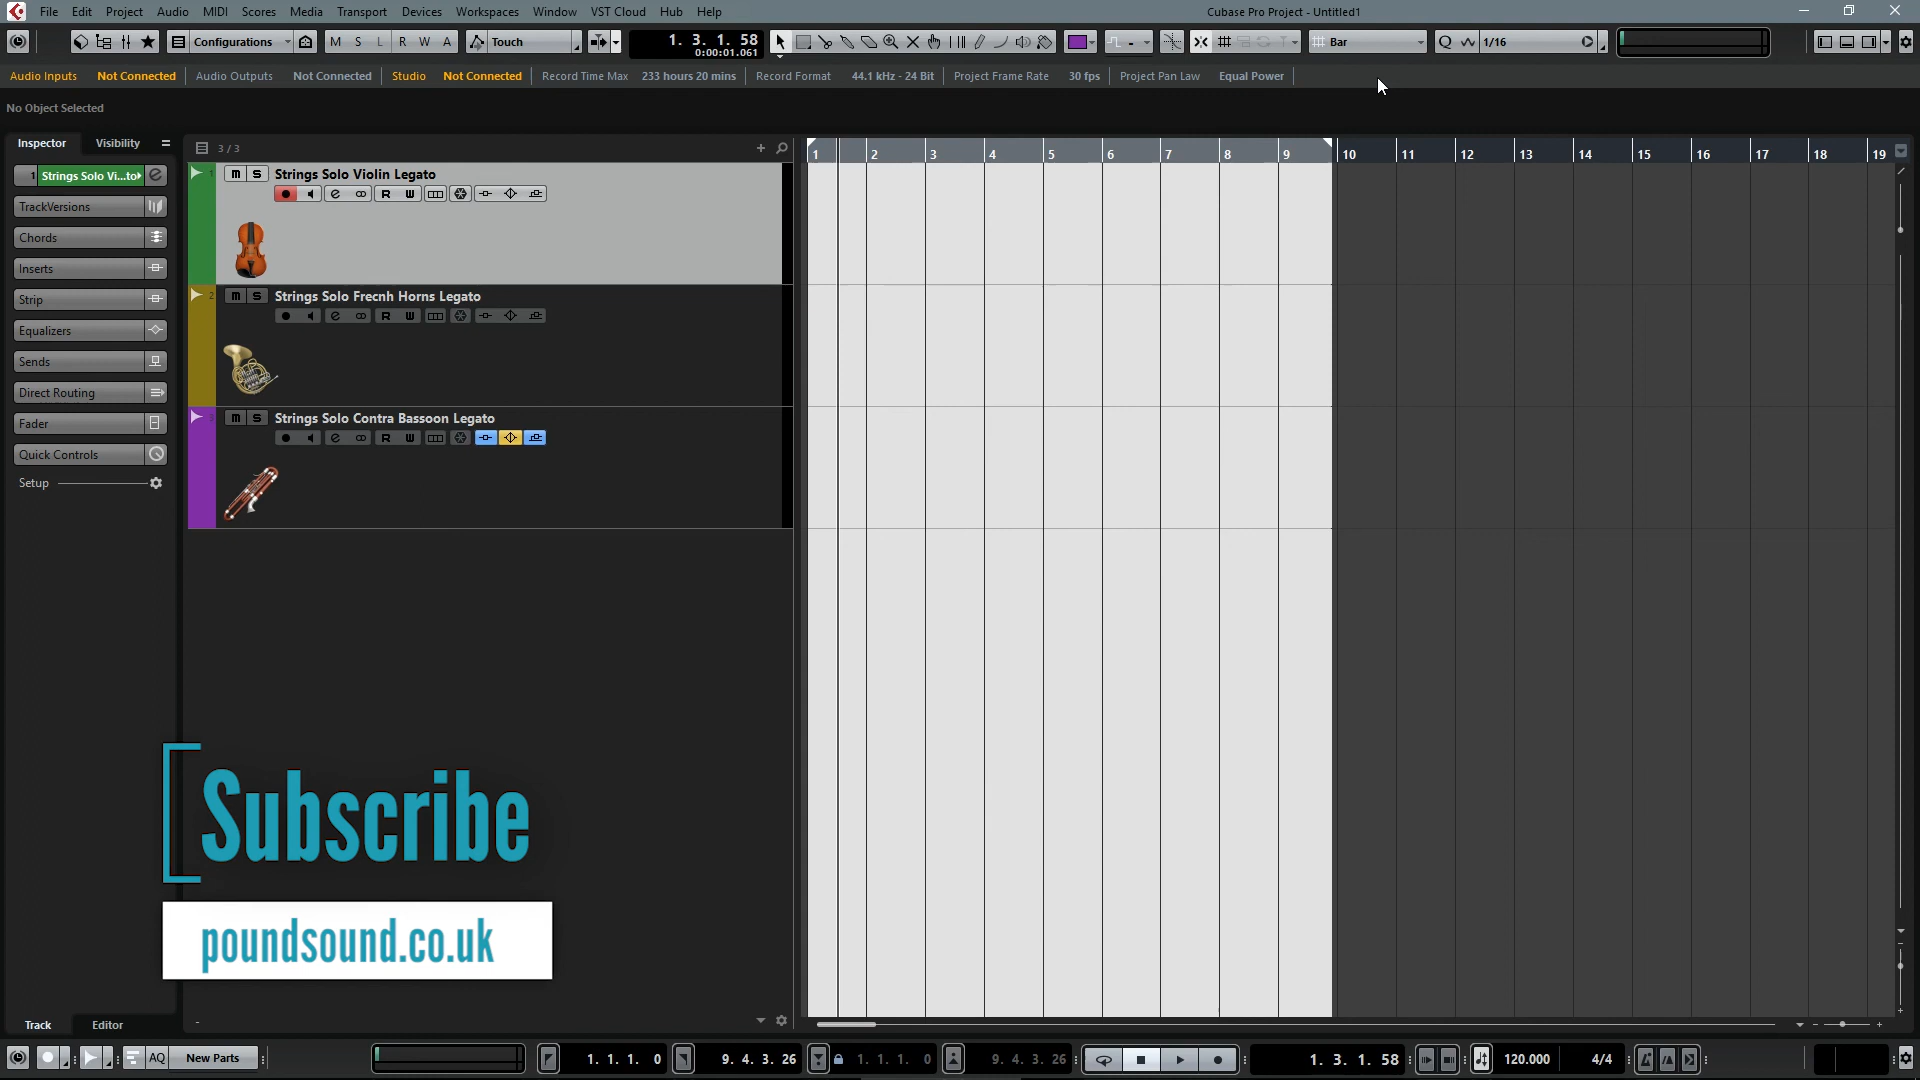 File Edit Project Audio MIDI Scores Media Transport Devices Workspaces Window VST Cloud Hub Help
Cubase Pro Project - Untitled1
Configurations M S L R W A Touch 1. 3. 1. 58
0:00:01.061
Bar Q 1/16
Audio Inputs Not Connected Audio Outputs Not Connected Studio Not Connected Record Time Max 233 hours 20 mins Record Format 44.1 kHz - 24 Bit Project Frame Rate 30 fps Project Pan Law Equal Power
No Object Selected
Inspector Visibility
3 / 3
1 2 3 4 5 6 7 8 9 10 11 12 13 14 15 16 17 18 19
1 Strings Solo Vi...to
TrackVersions
Chords
Inserts
Strip
Equalizers
Sends
Direct Routing
Fader
Quick Controls
Setup
1 m S Strings Solo Violin Legato
R W
2 m S Strings Solo Frecnh Horns Legato
R W
m S Strings Solo Contra Bassoon Legato
R W
Subscribe
poundsound.co.uk
Track Editor
AQ New Parts
1. 1. 1. 0 9. 4. 3. 26 1. 1. 1. 0 9. 4. 3. 26
1. 3. 1. 58 120.000 4/4